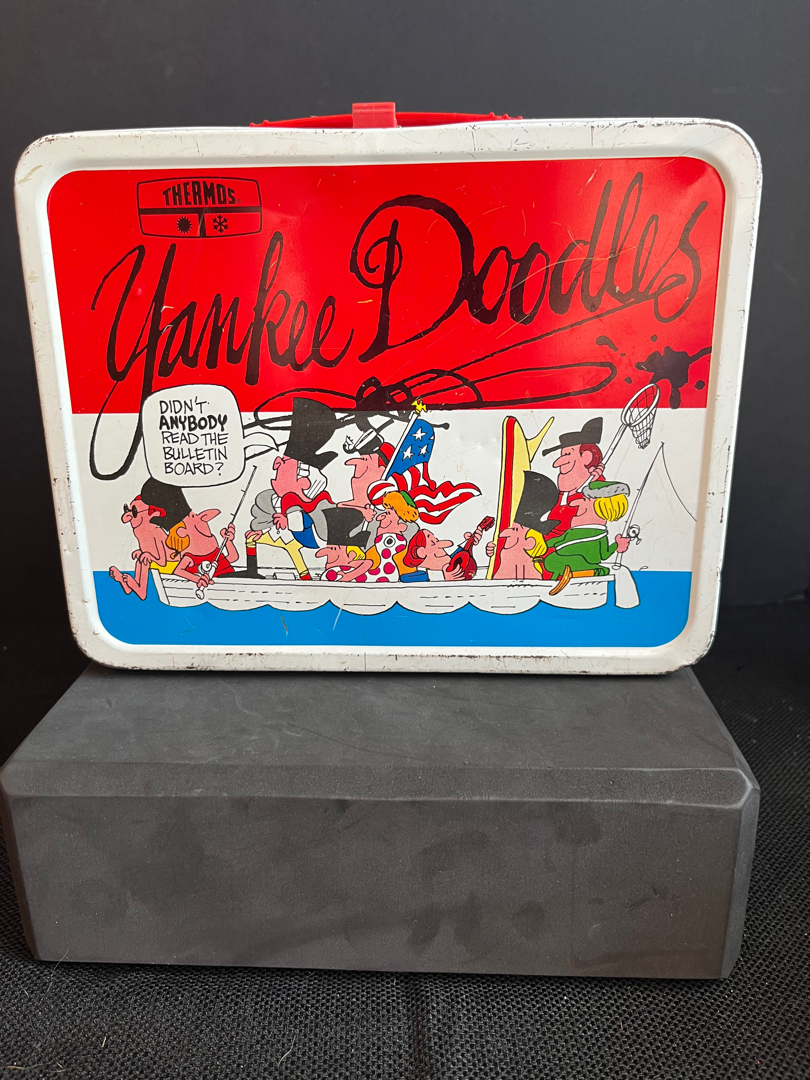 THERMOS
Yankee Doodles
DIDN'T
ANYBODY
READ THE
BULLETIN
BOARD?